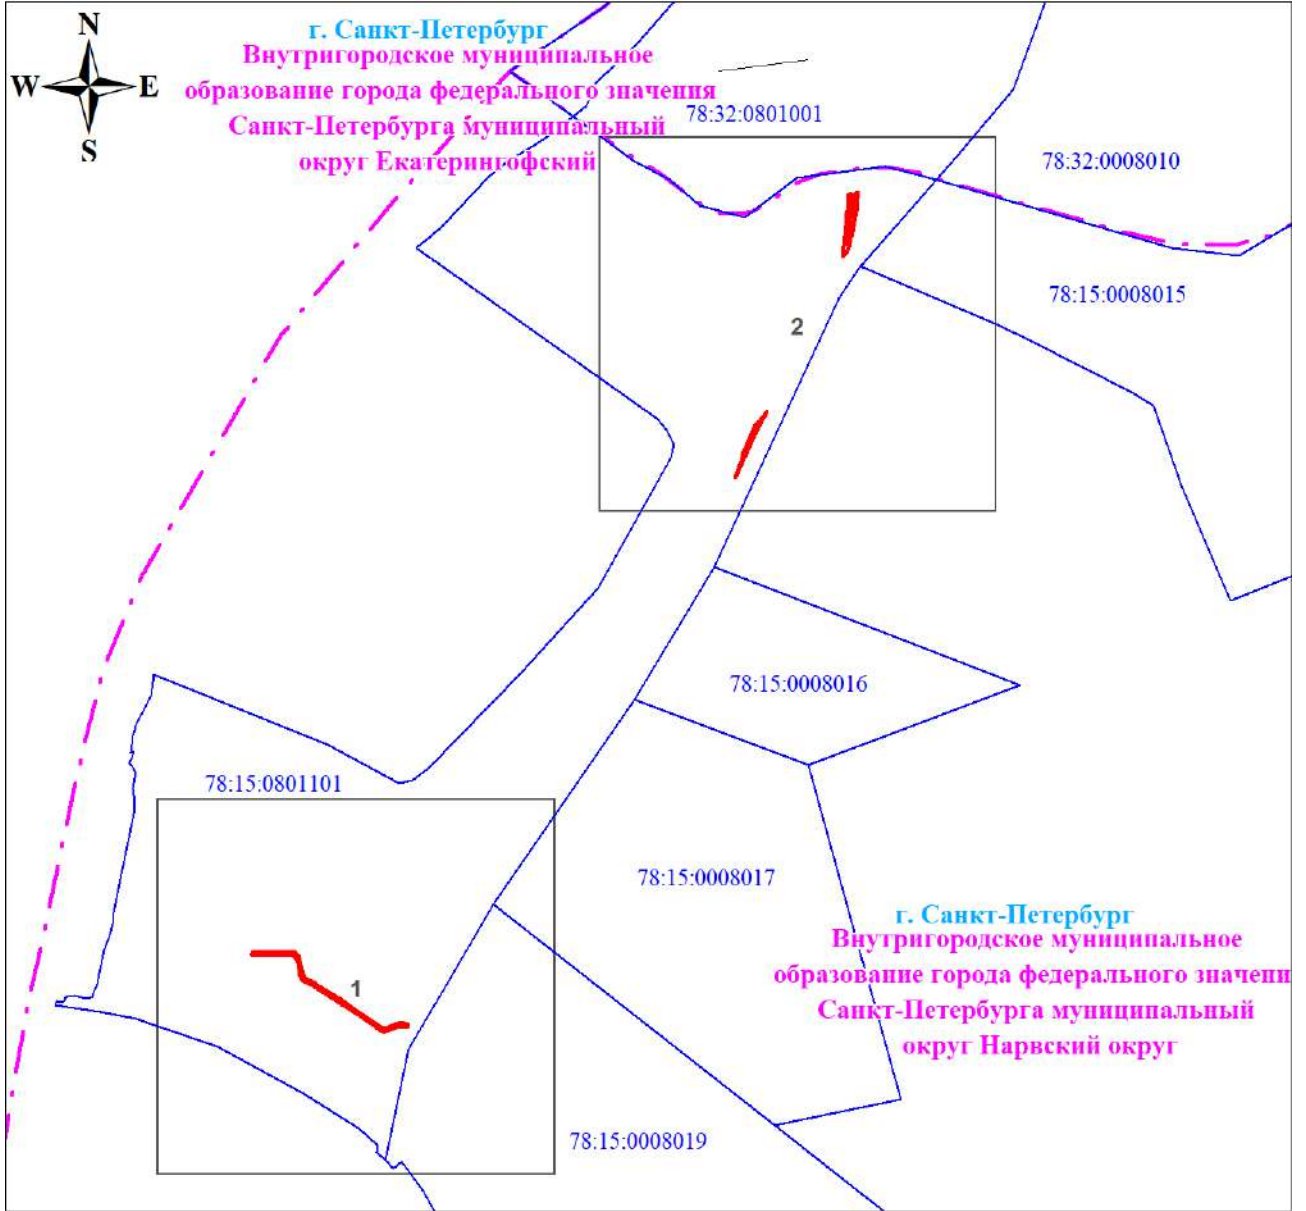 N
W
E
S
г. Санкт-Петербург
Внутригородское муниципальное
образование города федерального значения
Санкт-Петербурга муниципальный
округ Екатерингофский
78:32:0801001
78:32:0008010
78:15:0008015
2
78:15:0008016
78:15:0801101
78:15:0008017
г. Санкт-Петербург
Внутригородское муниципальное
образование города федерального значени
Санкт-Петербурга муниципальный
округ Нарвский округ
1
78:15:0008019